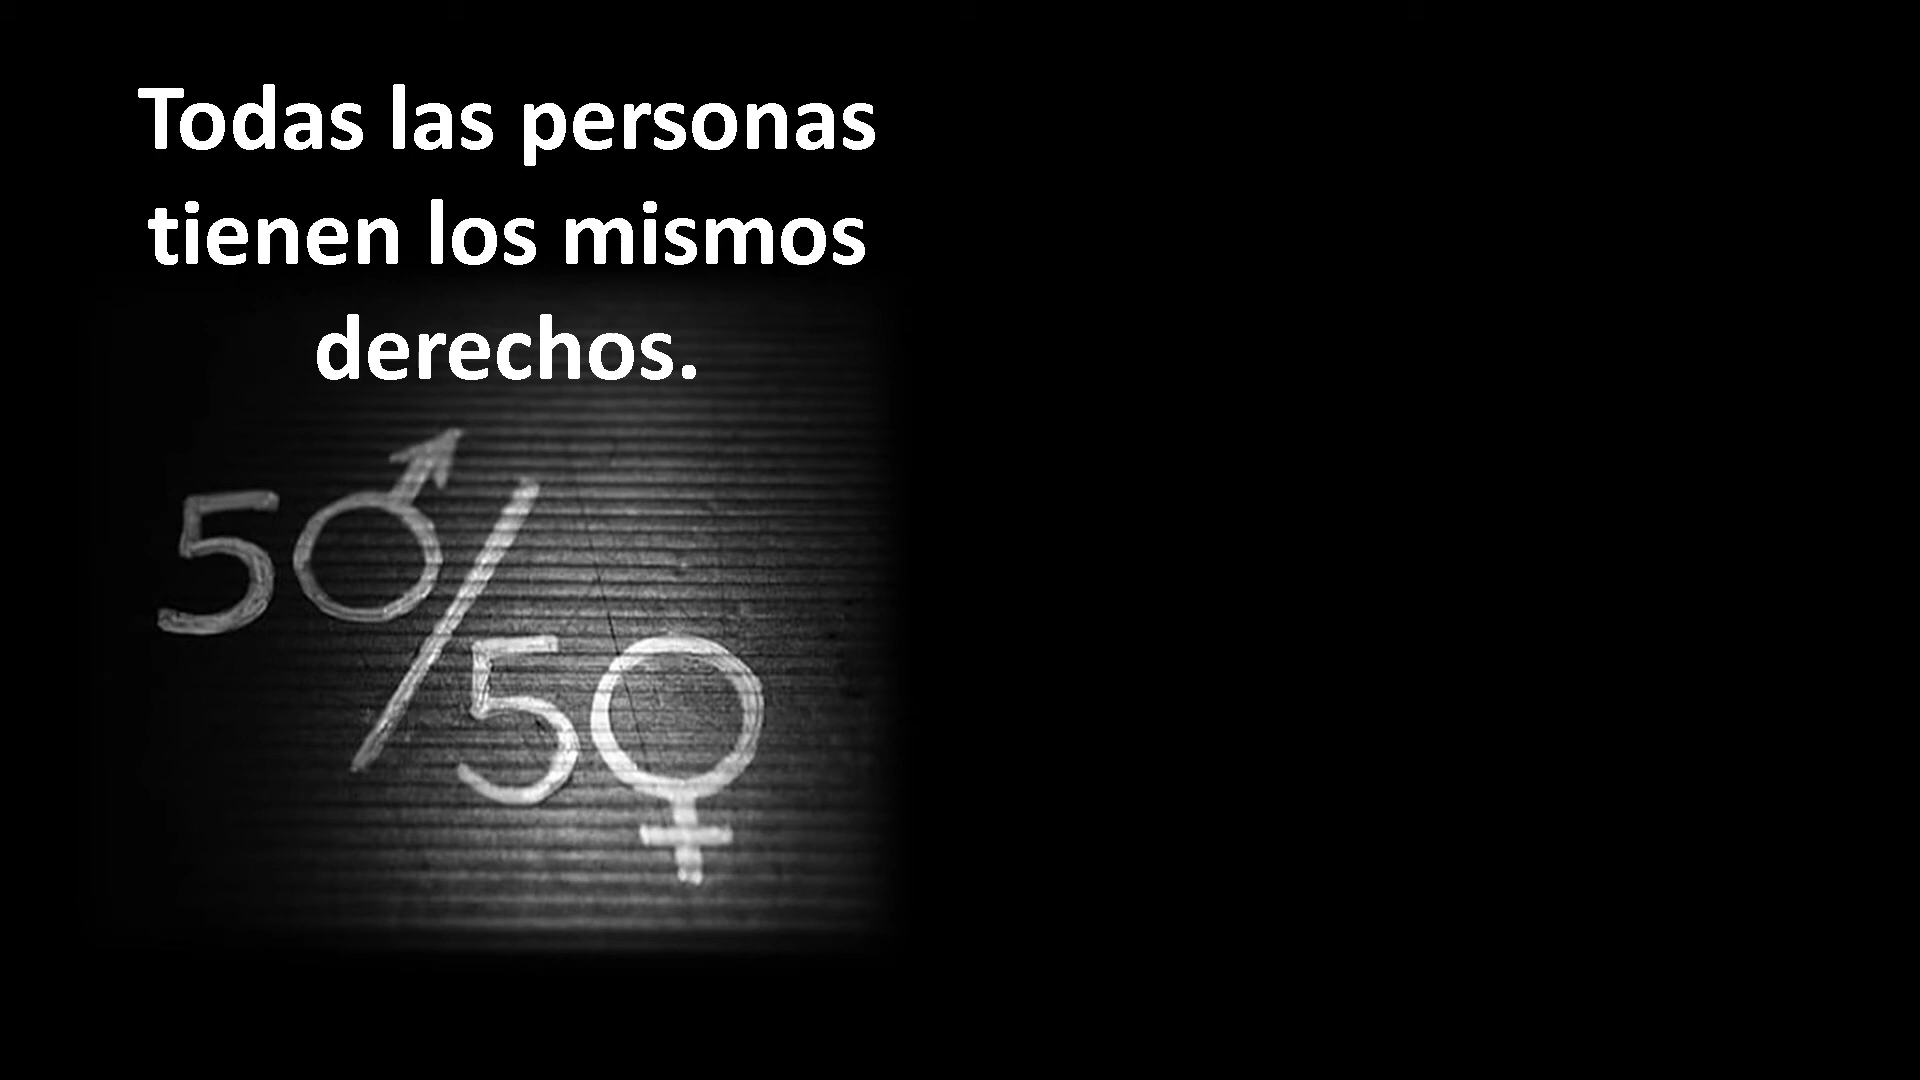 Todas las personas
tienen los mismos
derechos.
50/
50